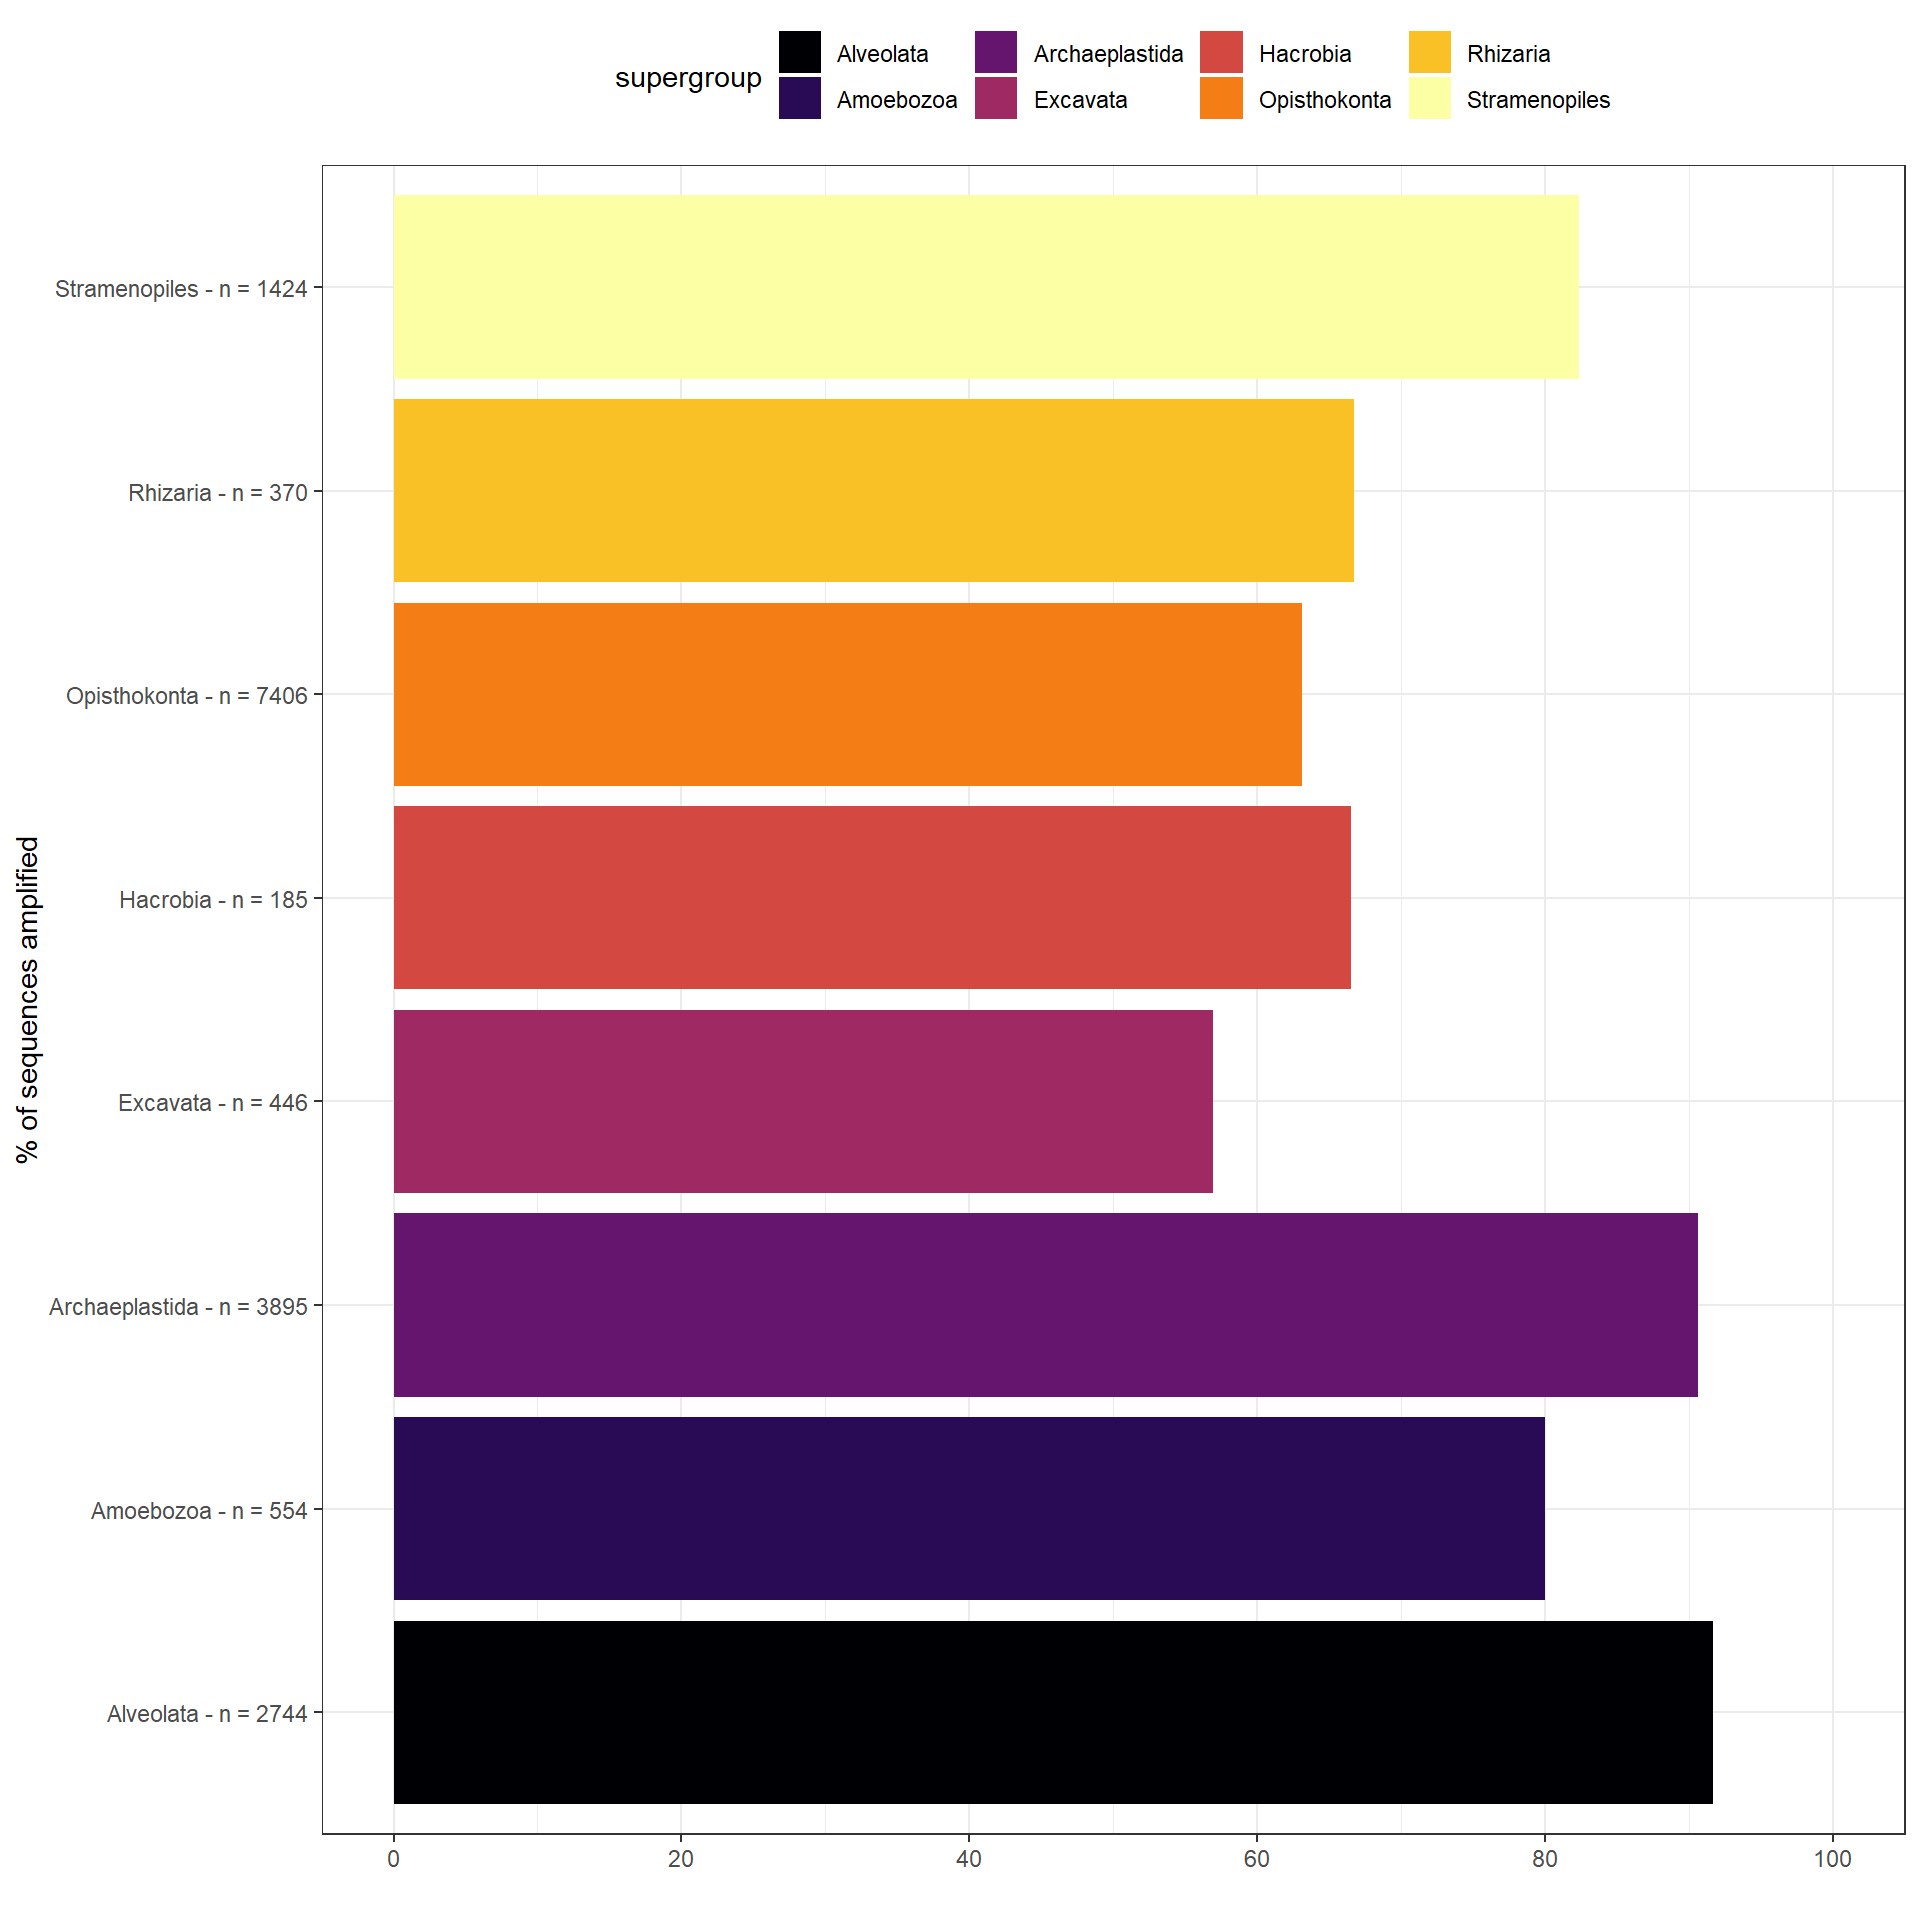 supergroup
Alveolata
Amoebozoa
Archaeplastida
Excavata
Hacrobia
Opisthokonta
Rhizaria
Stramenopiles
% of sequences amplified
Stramenopiles - n = 1424
Rhizaria - n = 370
Opisthokonta - n = 7406
Hacrobia - n = 185
Excavata - n = 446
Archaeplastida - n = 3895
Amoebozoa - n = 554
Alveolata - n = 2744
0 20 40 60 80 100